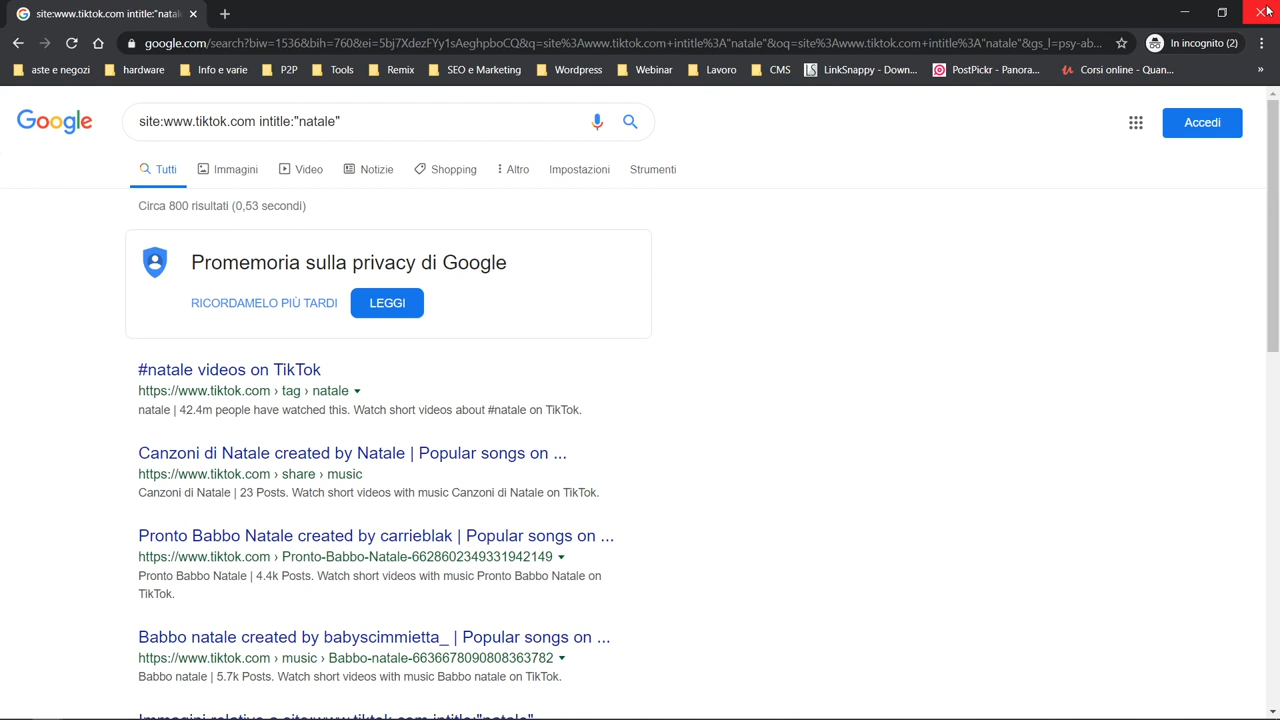 site:www.tiktok.com intitle:"natal
google.com/search?biw=1536&bih=760&ei=5bj7XdezFYy1sAeghpboCQ&q=site%3Awww.tiktok.com+intitle%3A"natale"&oq=site%3Awww.tiktok.com+intitle%3A"natale"&gs_l=psy-ab...
In incognito (2)
aste e negozi hardware Info e varie P2P Tools Remix SEO e Marketing Wordpress Webinar Lavoro CMS LinkSnappy - Down... PostPickr - Panora... Corsi online - Quan... »
Google
site:www.tiktok.com intitle:"natale"
Accedi
Tutti Immagini Video Notizie Shopping Altro Impostazioni Strumenti
Circa 800 risultati (0,53 secondi)
Promemoria sulla privacy di Google
RICORDAMELO PIÙ TARDI LEGGI
#natale videos on TikTok
https://www.tiktok.com › tag › natale
natale | 42.4m people have watched this. Watch short videos about #natale on TikTok.
Canzoni di Natale created by Natale | Popular songs on ...
https://www.tiktok.com › share › music
Canzoni di Natale | 23 Posts. Watch short videos with music Canzoni di Natale on TikTok.
Pronto Babbo Natale created by carrieblak | Popular songs on ...
https://www.tiktok.com › Pronto-Babbo-Natale-6628602349331942149
Pronto Babbo Natale | 4.4k Posts. Watch short videos with music Pronto Babbo Natale on
TikTok.
Babbo natale created by babyscimmietta_ | Popular songs on ...
https://www.tiktok.com › music › Babbo-natale-6636678090808363782
Babbo natale | 5.7k Posts. Watch short videos with music Babbo natale on TikTok.
Immagini relative a site:www.tiktok.com intitle:"natale"